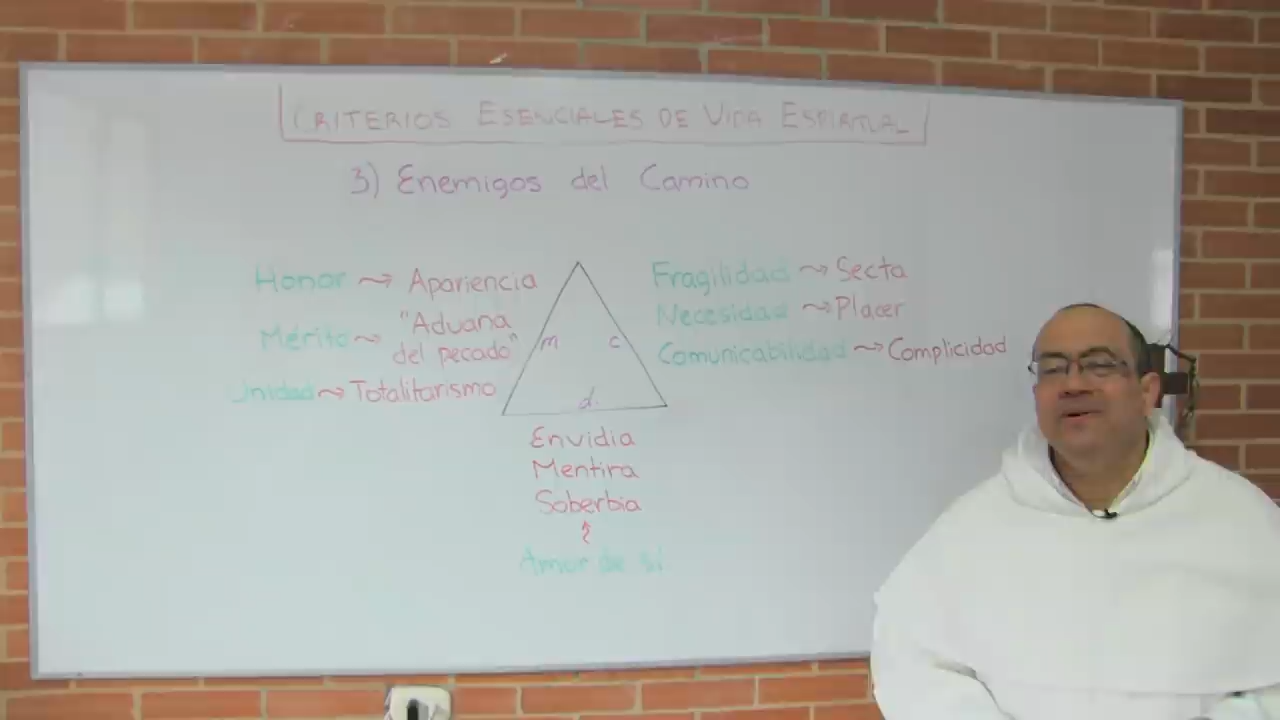 CRITERIOS ESENCIALES DE VIDA ESPIRITUAL
3) Enemigos del Camino
Honor ⤳ Apariencia
Mérito ⤳ "Aduana del pecado"
Unidad ⤳ Totalitarismo
m
c
d
Fragilidad ⤳ Secta
Necesidad ⤳ Placer
Comunicabilidad ⤳ Complicidad
Envidia
Mentira
Soberbia
Amor de sí